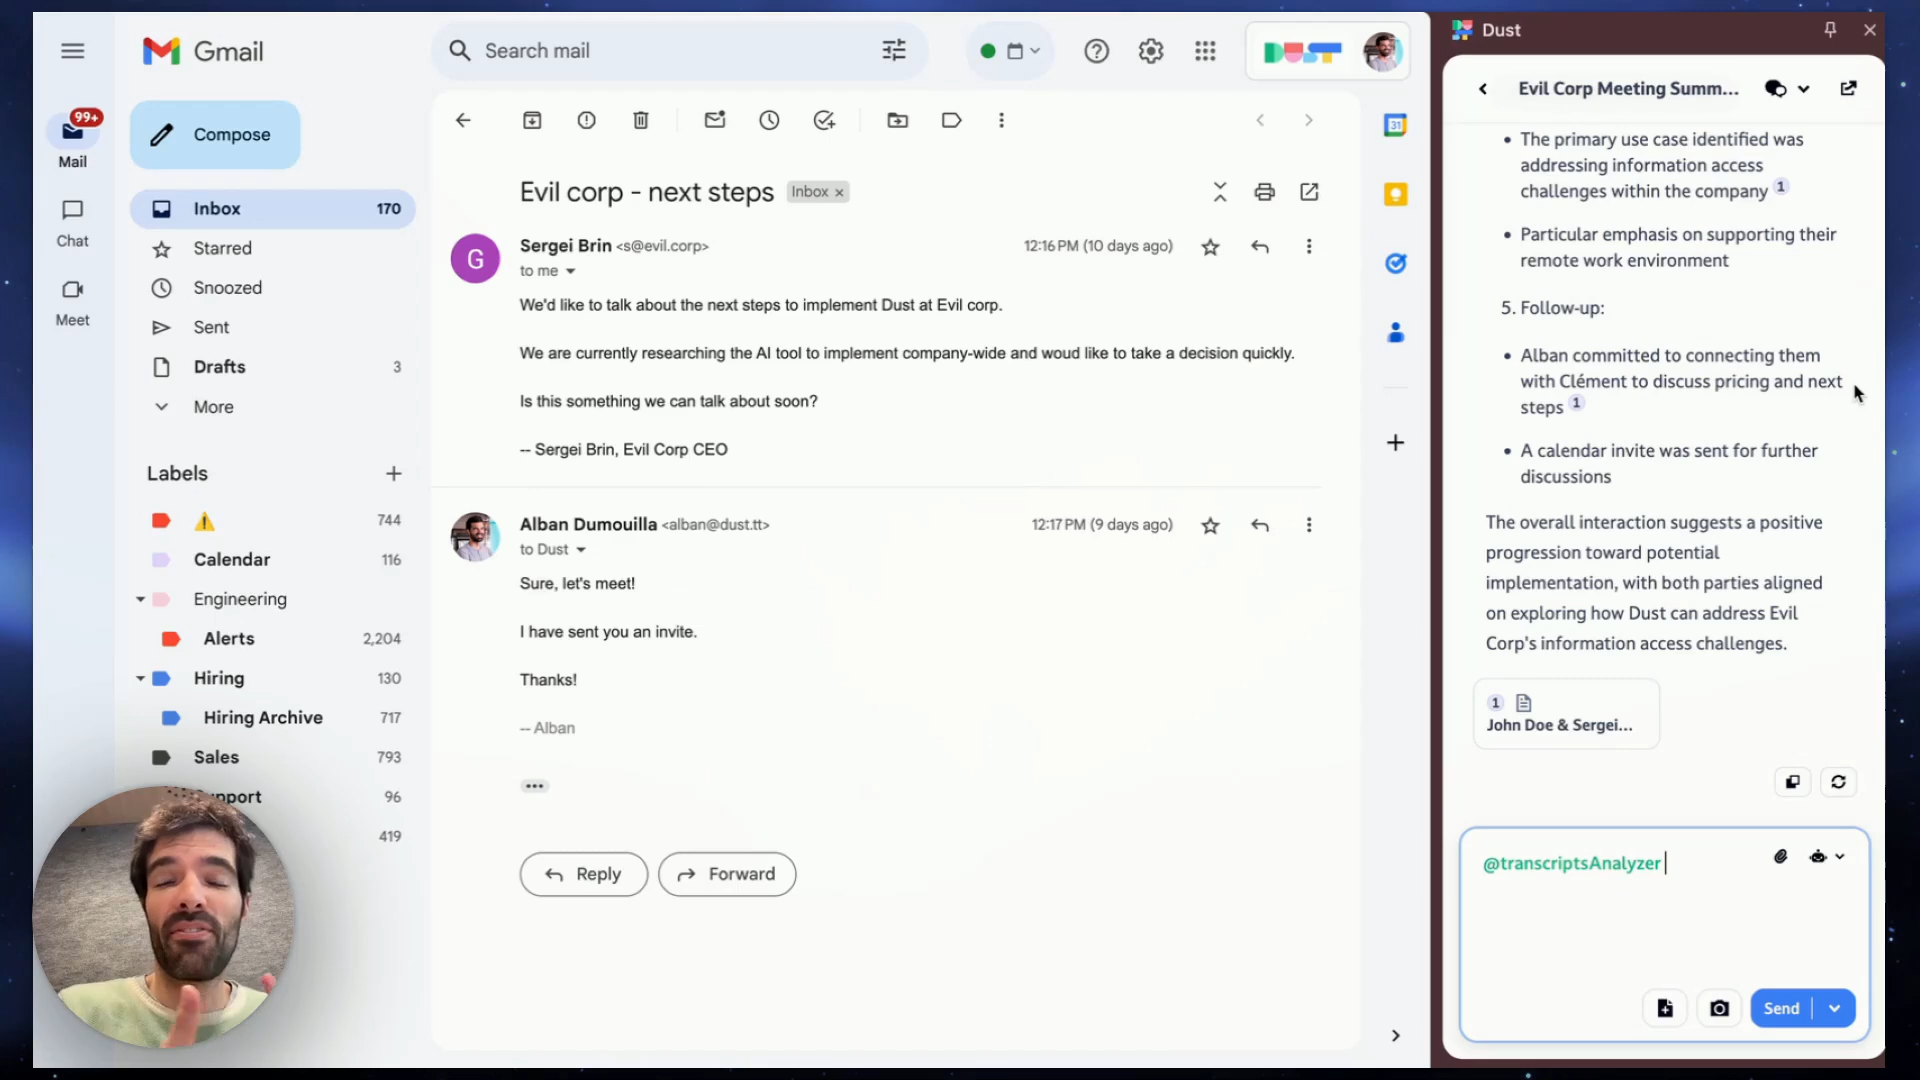 Gmail
Search mail
DUST
99+
Mail
Chat
Meet
Compose
Inbox 170
Starred
Snoozed
Sent
Drafts 3
More
Labels
744
Calendar 116
Engineering
Alerts 2,204
Hiring 130
Hiring Archive 717
Sales 793
pport 96
419
Evil corp - next steps
Inbox ×
G
Sergei Brin <s@evil.corp>
12:16 PM (10 days ago)
to me
We'd like to talk about the next steps to implement Dust at Evil corp.
We are currently researching the AI tool to implement company-wide and woud like to take a decision quickly.
Is this something we can talk about soon?
-- Sergei Brin, Evil Corp CEO
Alban Dumouilla <alban@dust.tt>
12:17 PM (9 days ago)
to Dust
Sure, let's meet!
I have sent you an invite.
Thanks!
-- Alban
Reply
Forward
31
Dust
Evil Corp Meeting Summ...
• The primary use case identified was
addressing information access
challenges within the company 1
• Particular emphasis on supporting their
remote work environment
5. Follow-up:
• Alban committed to connecting them
with Clément to discuss pricing and next
steps 1
• A calendar invite was sent for further
discussions
The overall interaction suggests a positive
progression toward potential
implementation, with both parties aligned
on exploring how Dust can address Evil
Corp's information access challenges.
1
John Doe & Sergei...
@transcriptsAnalyzer
Send